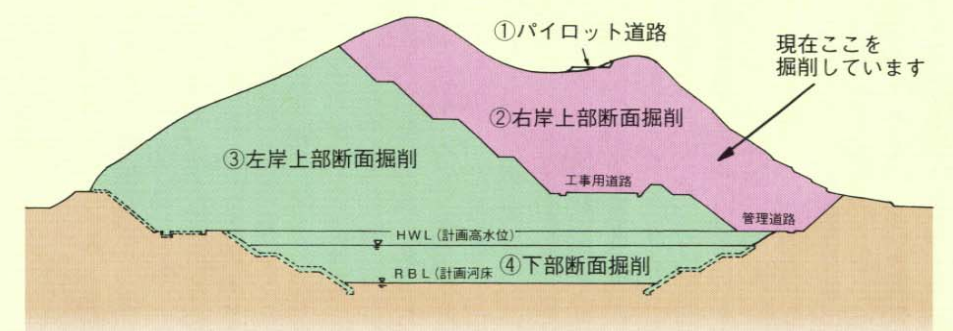 ①パイロット道路
現在ここを
掘削しています
②右岸上部断面掘削
③左岸上部断面掘削
工事用道路
管理道路
HWL(計画高水位)
④下部断面掘削
RBL(計画河床